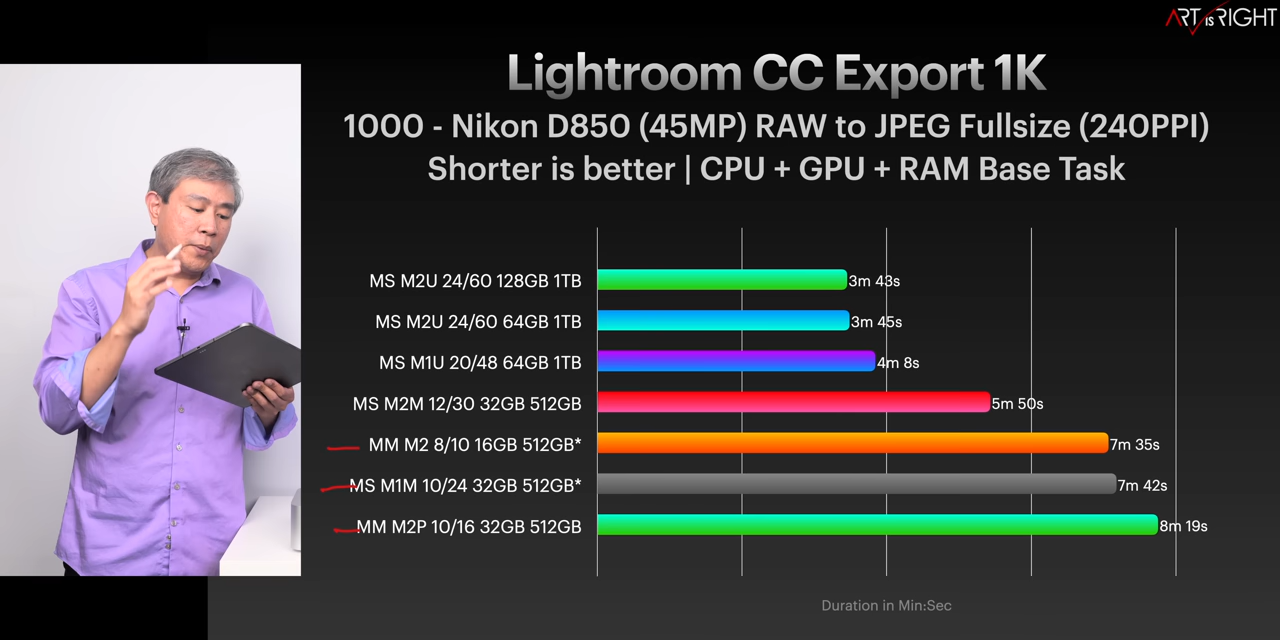 ART IS RIGHT
Lightroom CC Export 1K
1000 - Nikon D850 (45MP) RAW to JPEG Fullsize (240PPI)
Shorter is better | CPU + GPU + RAM Base Task
MS M2U 24/60 128GB 1TB 3m 43s
MS M2U 24/60 64GB 1TB 3m 45s
MS M1U 20/48 64GB 1TB 4m 8s
MS M2M 12/30 32GB 512GB 5m 50s
MM M2 8/10 16GB 512GB* 7m 35s
MS M1M 10/24 32GB 512GB* 7m 42s
MM M2P 10/16 32GB 512GB 8m 19s
Duration in Min:Sec